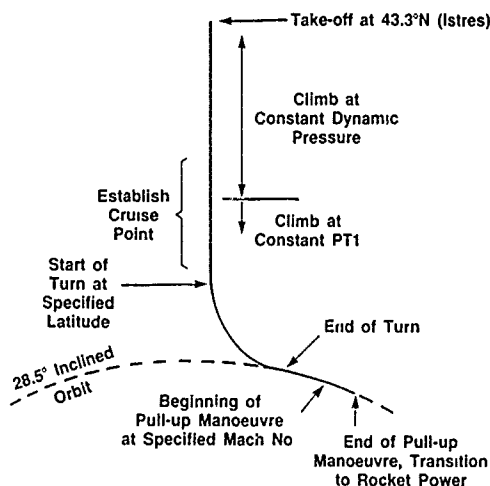 Take-off at 43.3°N (Istres)
Climb at
Constant Dynamic
Pressure
Establish
Cruise
Point
Climb at
Constant PT1
Start of
Turn at
Specified
Latitude
End of Turn
28.5° Inclined
Orbit
Beginning of
Pull-up Manoeuvre
at Specified Mach No
End of Pull-up
Manoeuvre, Transition
to Rocket Power